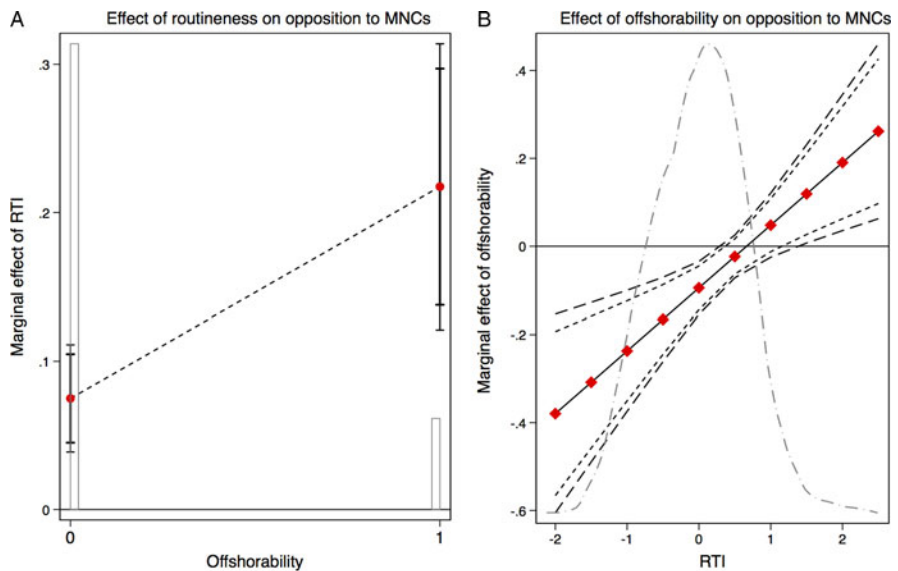 A
Effect of routineness on opposition to MNCs
Marginal effect of RTI
.3
.2
.1
0
0
1
Offshorability
B
Effect of offshorability on opposition to MNCs
Marginal effect of offshorability
.4
.2
0
-.2
-.4
-.6
-2
-1
0
1
2
RTI